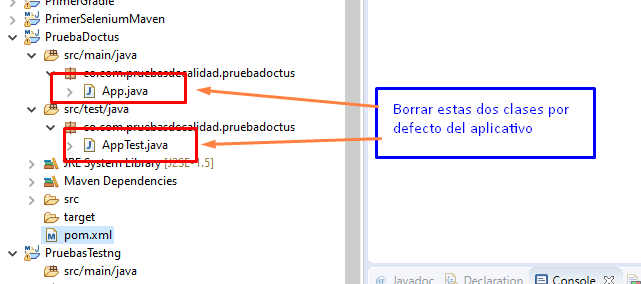 PrimerGradle
PrimerSeleniumMaven
PruebaDoctus
src/main/java
co.com.pruebasdecalidad.pruebadoctus
App.java
src/test/java
co.com.pruebasdecalidad.pruebadoctus
AppTest.java
JRE System Library [J2SE-1.5]
Maven Dependencies
src
target
pom.xml
PruebasTestng
src/main/java
Borrar estas dos clases por
defecto del aplicativo
@ Javadoc Declaration Console